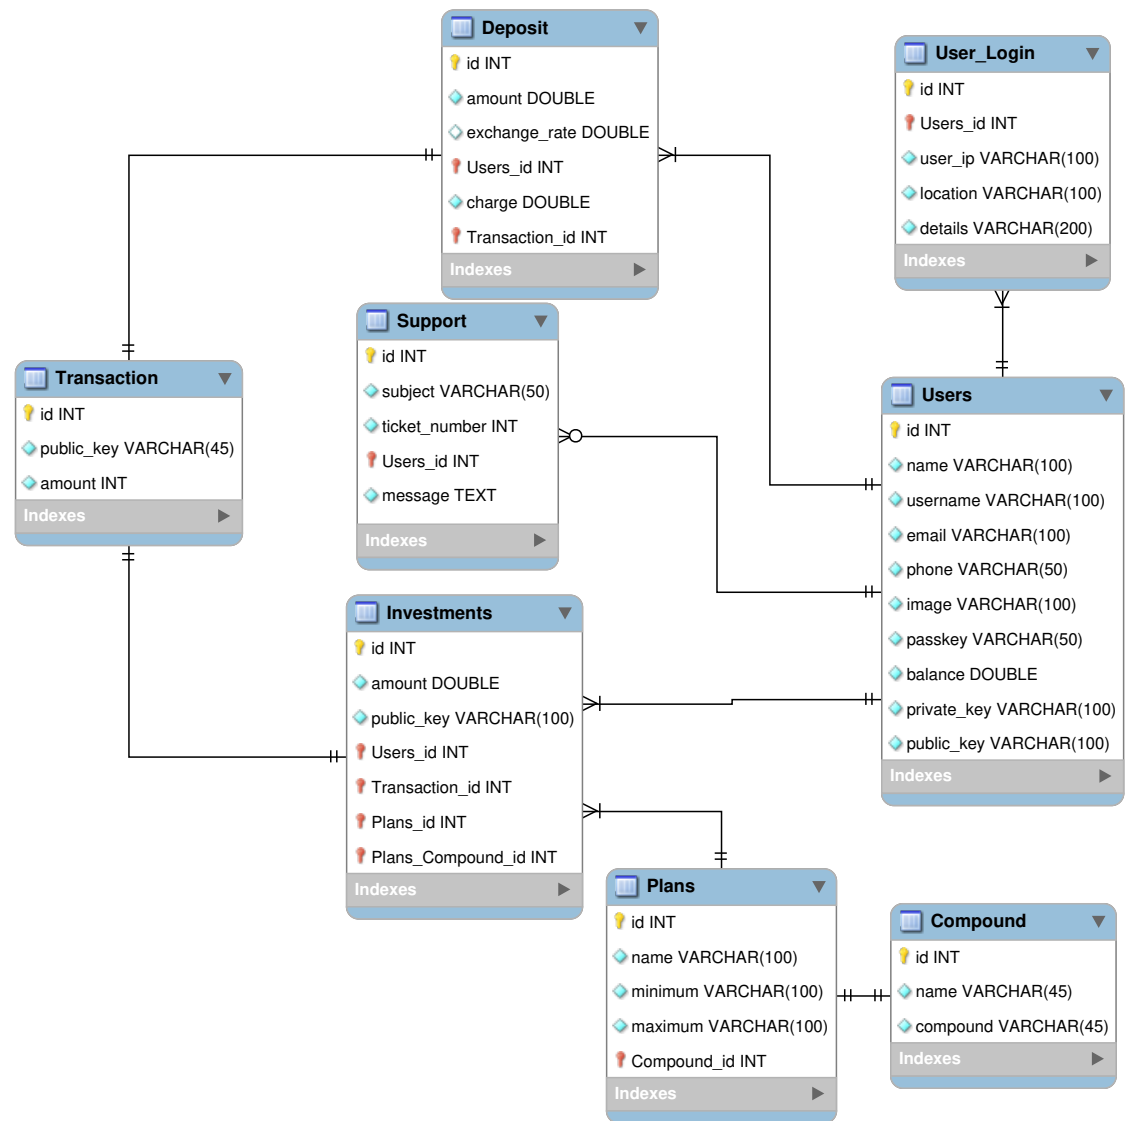 Deposit
id INT
amount DOUBLE
exchange_rate DOUBLE
Users_id INT
charge DOUBLE
Transaction_id INT
Indexes
User_Login
id INT
Users_id INT
user_ip VARCHAR(100)
location VARCHAR(100)
details VARCHAR(200)
Indexes
Support
id INT
subject VARCHAR(50)
ticket_number INT
Users_id INT
message TEXT
Indexes
Transaction
id INT
public_key VARCHAR(45)
amount INT
Indexes
Users
id INT
name VARCHAR(100)
username VARCHAR(100)
email VARCHAR(100)
phone VARCHAR(50)
image VARCHAR(100)
passkey VARCHAR(50)
balance DOUBLE
private_key VARCHAR(100)
public_key VARCHAR(100)
Indexes
Investments
id INT
amount DOUBLE
public_key VARCHAR(100)
Users_id INT
Transaction_id INT
Plans_id INT
Plans_Compound_id INT
Indexes
Plans
id INT
name VARCHAR(100)
minimum VARCHAR(100)
maximum VARCHAR(100)
Compound_id INT
Indexes
Compound
id INT
name VARCHAR(45)
compound VARCHAR(45)
Indexes